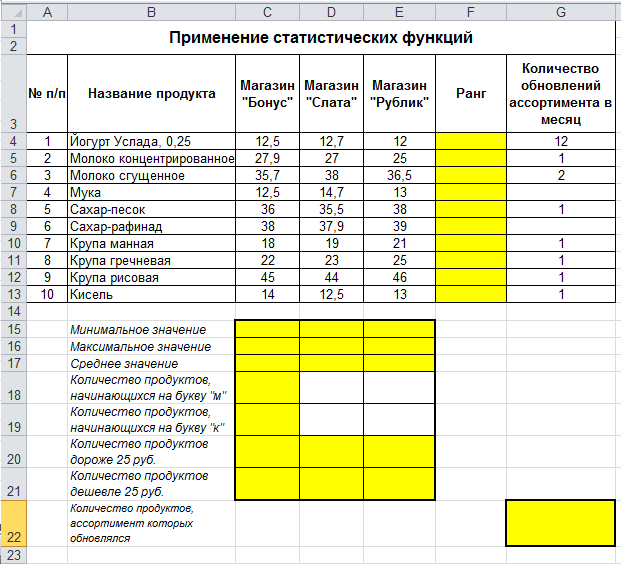 A B C D E F G
1 Применение статистических функций
2
3 № п/п Название продукта Магазин "Бонус" Магазин "Слата" Магазин "Рублик" Ранг Количество обновлений ассортимента в месяц
4 1 Йогурт Услада, 0,25 12,5 12,7 12 12
5 2 Молоко концентрированное 27,9 27 25 1
6 3 Молоко сгущенное 35,7 38 36,5 2
7 4 Мука 12,5 14,7 13
8 5 Сахар-песок 36 35,5 38 1
9 6 Сахар-рафинад 38 37,9 39
10 7 Крупа манная 18 19 21 1
11 8 Крупа гречневая 22 23 25 1
12 9 Крупа рисовая 45 44 46 1
13 10 Кисель 14 12,5 13 1
14
15 Минимальное значение
16 Максимальное значение
17 Среднее значение
18 Количество продуктов, начинающихся на букву "м"
19 Количество продуктов, начинающихся на букву "к"
20 Количество продуктов дороже 25 руб.
21 Количество продуктов дешевле 25 руб.
22 Количество продуктов, ассортимент которых обновлялся
23